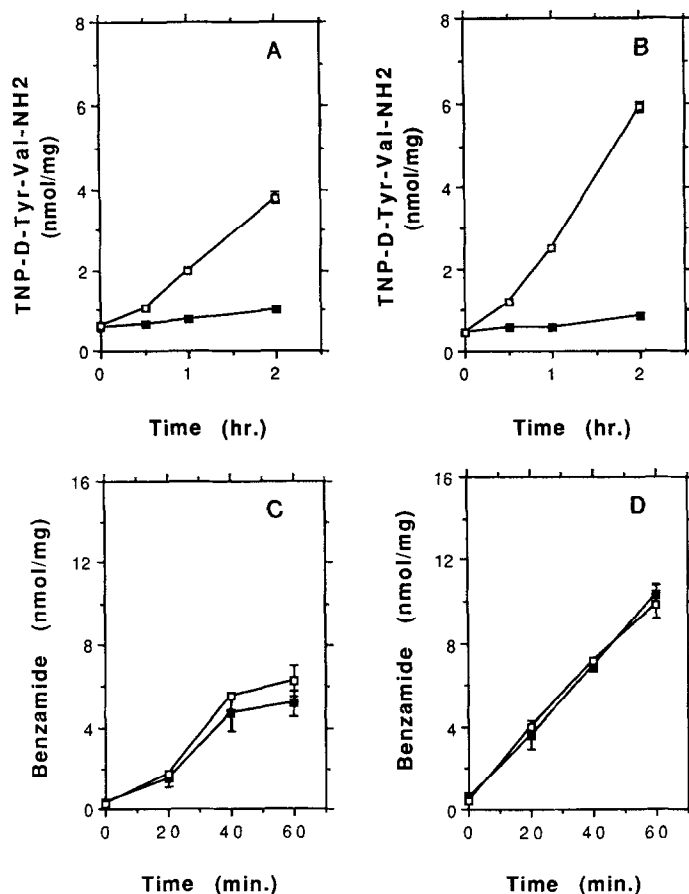 TNP-D-Tyr-Val-NH2
(nmol/mg)
8
6
4
2
0
A
0 1 2
Time (hr.)
TNP-D-Tyr-Val-NH2
(nmol/mg)
8
6
4
2
0
B
0 1 2
Time (hr.)
Benzamide (nmol/mg)
16
12
8
4
0
C
0 20 40 60
Time (min.)
Benzamide (nmol/mg)
16
12
8
4
0
D
0 20 40 60
Time (min.)